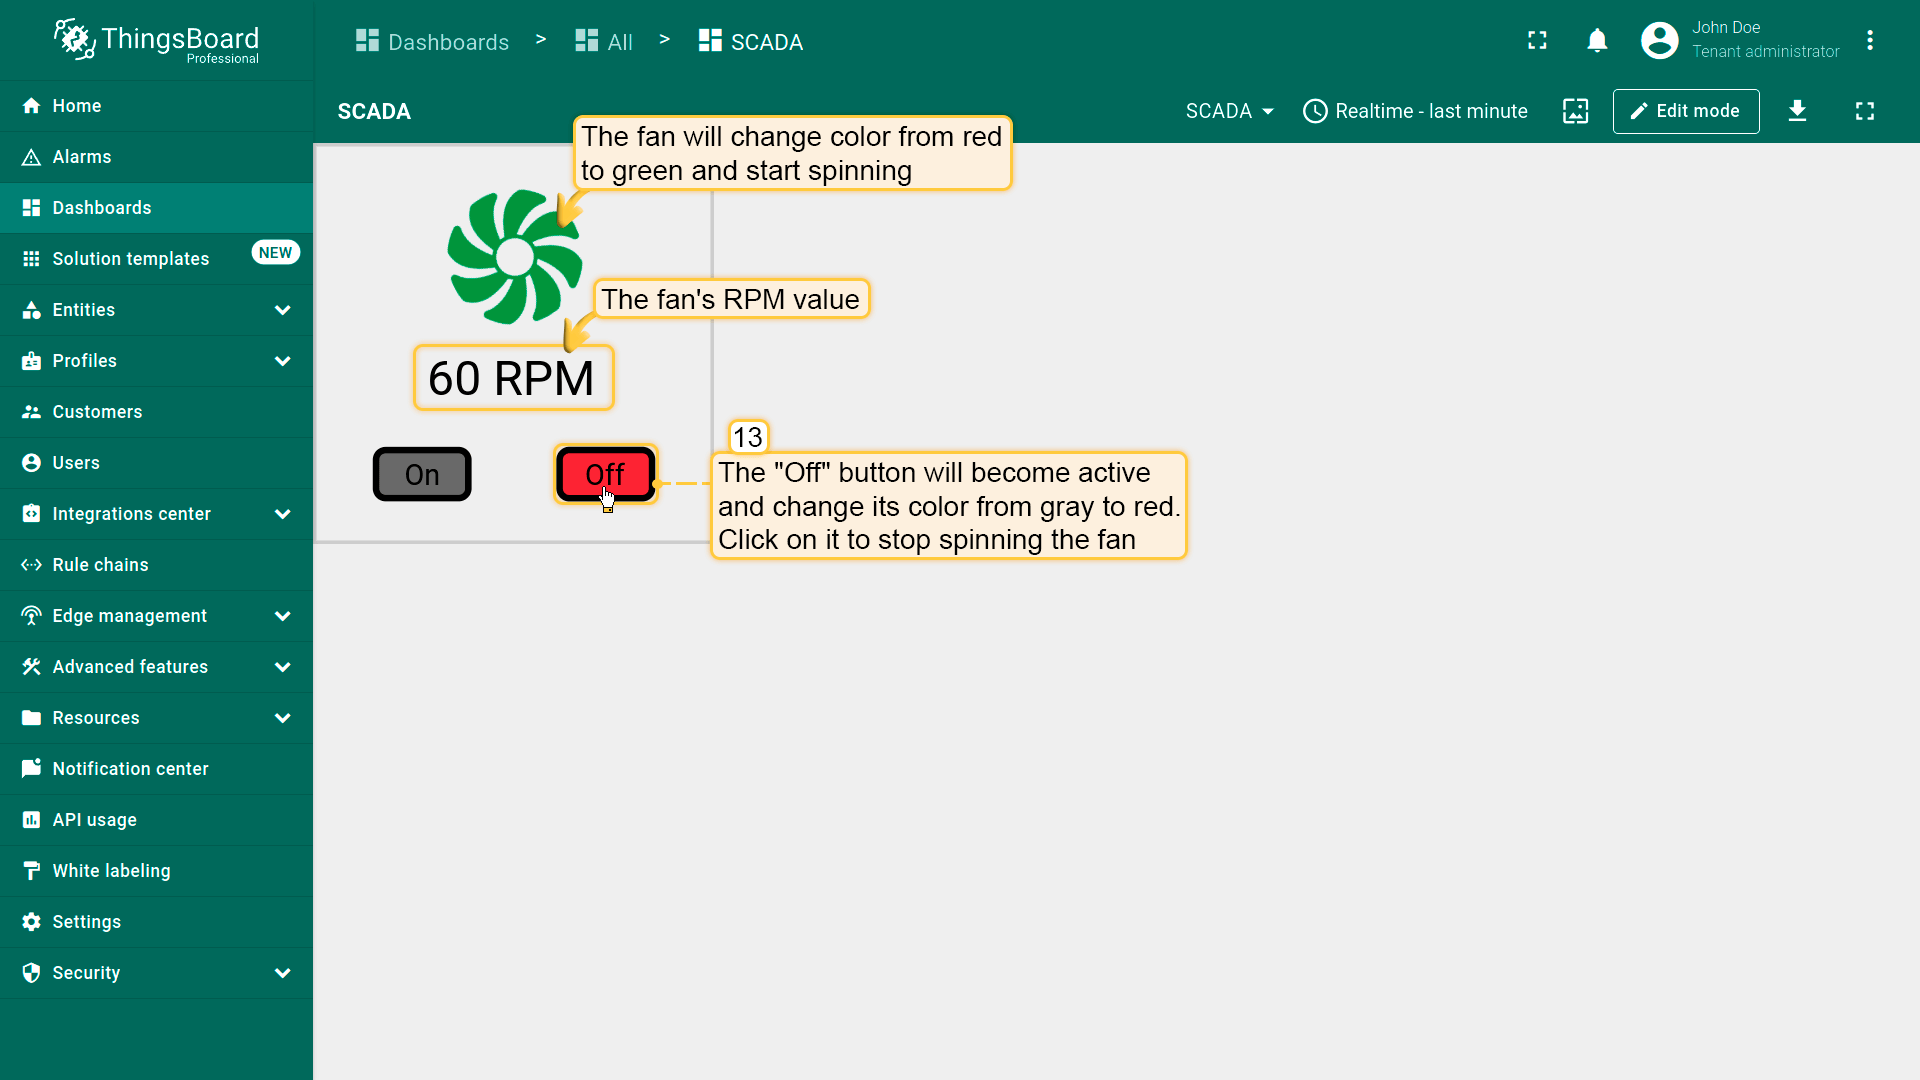 ThingsBoard
Professional
Dashboards > All > SCADA
John Doe
Tenant administrator
Home
Alarms
Dashboards
Solution templates NEW
Entities
Profiles
Customers
Users
Integrations center
Rule chains
Edge management
Advanced features
Resources
Notification center
API usage
White labeling
Settings
Security
SCADA
SCADA
Realtime - last minute
Edit mode
The fan will change color from red
to green and start spinning
The fan's RPM value
60 RPM
On
Off
13
The "Off" button will become active
and change its color from gray to red.
Click on it to stop spinning the fan